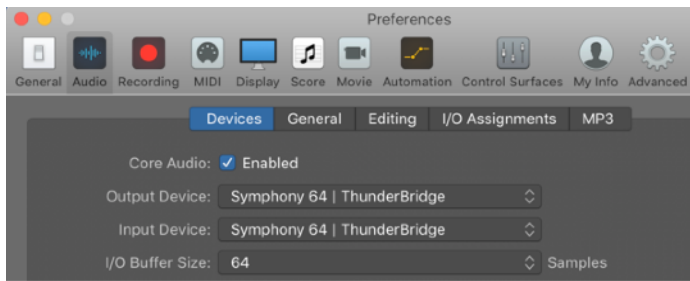 Preferences
General Audio Recording MIDI Display Score Movie Automation Control Surfaces My Info Advanced
Devices General Editing I/O Assignments MP3
Core Audio: Enabled
Output Device: Symphony 64 | ThunderBridge
Input Device: Symphony 64 | ThunderBridge
I/O Buffer Size: 64 Samples